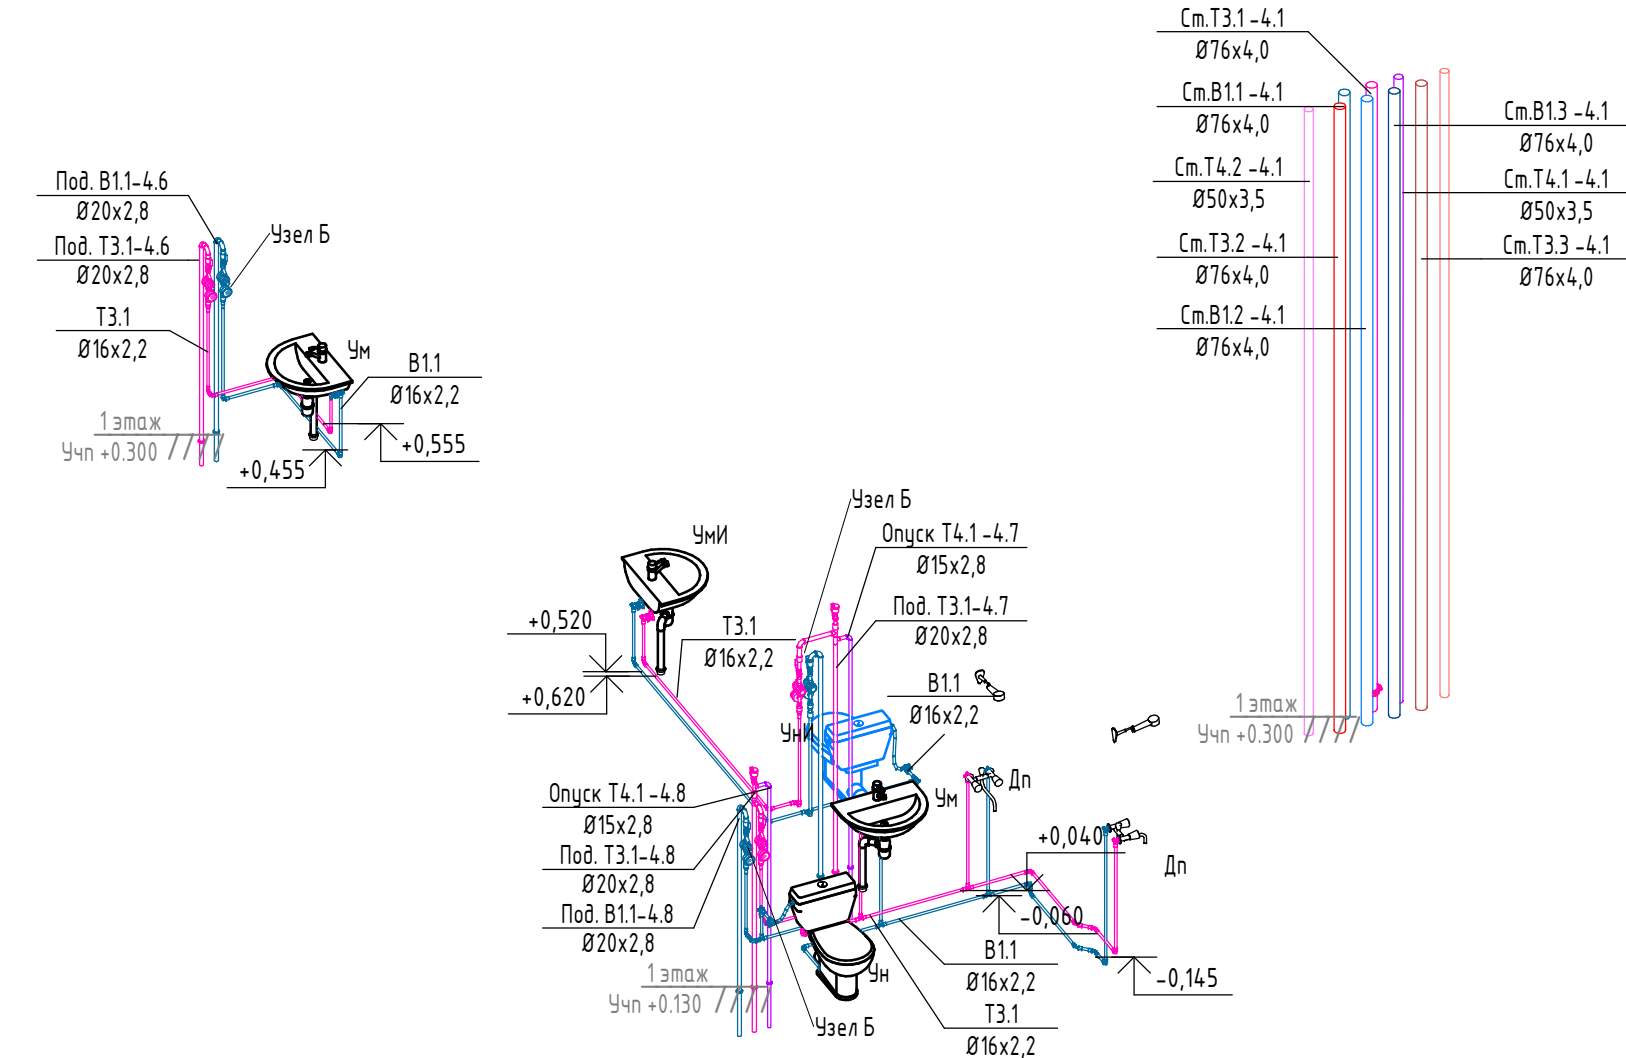 Ст.Т3.1 -4.1
Ø76х4,0
Ст.В1.1 -4.1
Ø76х4,0
Ст.В1.3 -4.1
Ø76х4,0
Ст.Т4.2 -4.1
Ø50х3,5
Ст.Т4.1 -4.1
Ø50х3,5
Ст.Т3.2 -4.1
Ø76х4,0
Ст.Т3.3 -4.1
Ø76х4,0
Ст.В1.2 -4.1
Ø76х4,0
1 этаж
Учп +0.300
Под. В1.1-4.6
Ø20х2,8
Узел Б
Под. Т3.1-4.6
Ø20х2,8
Т3.1
Ø16х2,2
Ум
В1.1
Ø16х2,2
1 этаж
Учп +0.300
+0,555
+0,455
Узел Б
УмИ
Опуск Т4.1 -4.7
Ø15х2,8
Под. Т3.1-4.7
Ø20х2,8
+0,520
Т3.1
Ø16х2,2
+0,620
В1.1
Ø16х2,2
УнИ
Ум
Дп
Опуск Т4.1 -4.8
Ø15х2,8
+0,040
Под. Т3.1-4.8
Ø20х2,8
Дп
Под. В1.1-4.8
Ø20х2,8
-0,060
В1.1
Ø16х2,2
Ун
-0,145
1 этаж
Учп +0.130
Узел Б
Т3.1
Ø16х2,2